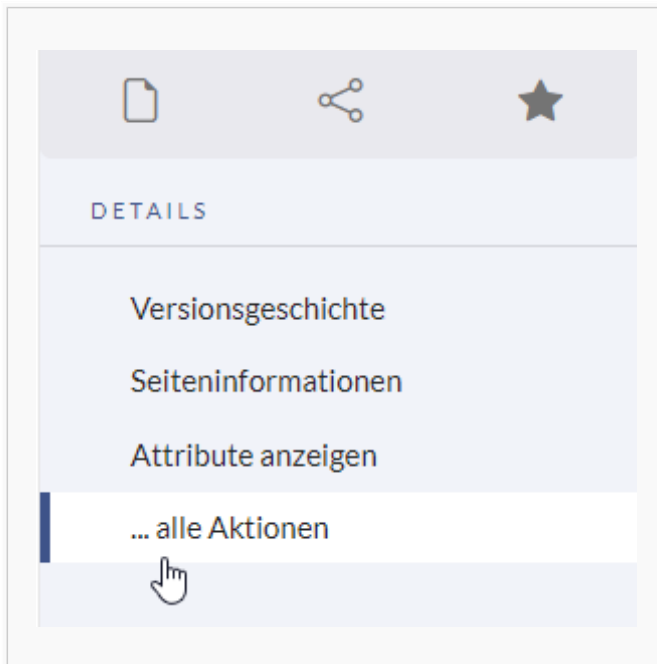 DETAILS
Versionsgeschichte
Seiteninformationen
Attribute anzeigen
... alle Aktionen